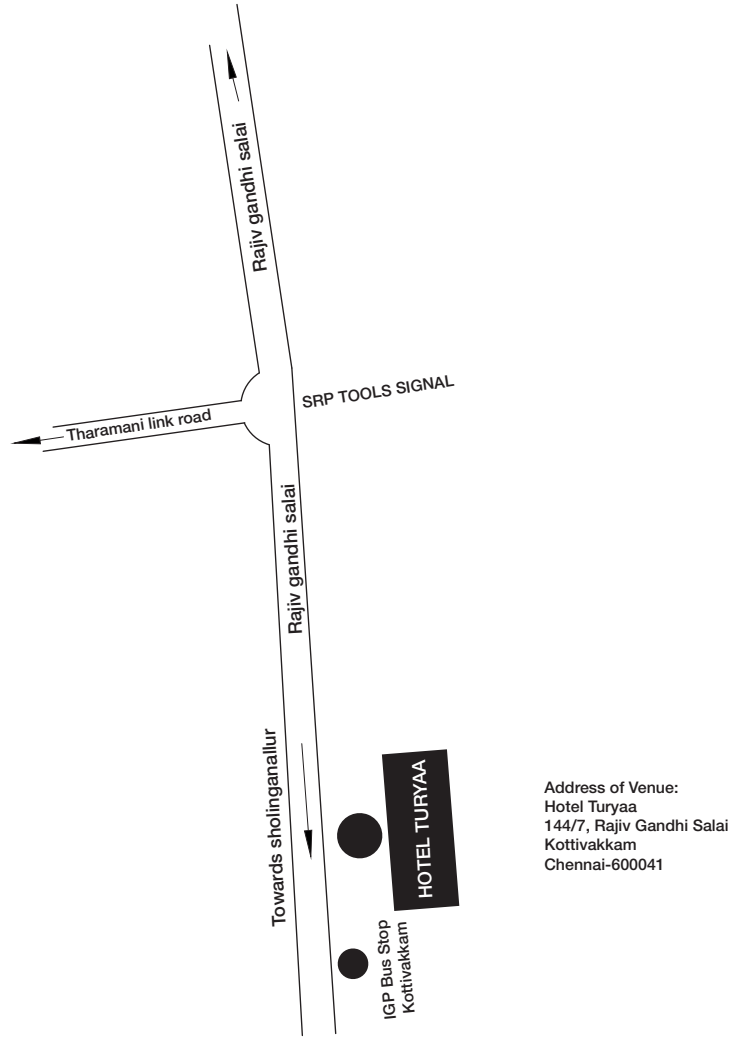 Rajiv gandhi salai
SRP TOOLS SIGNAL
Tharamani link road
Rajiv gandhi salai
Towards sholinganallur
HOTEL TURYAA
Address of Venue:
Hotel Turyaa
144/7, Rajiv Gandhi Salai
Kottivakkam
Chennai-600041
IGP Bus Stop
Kottivakkam